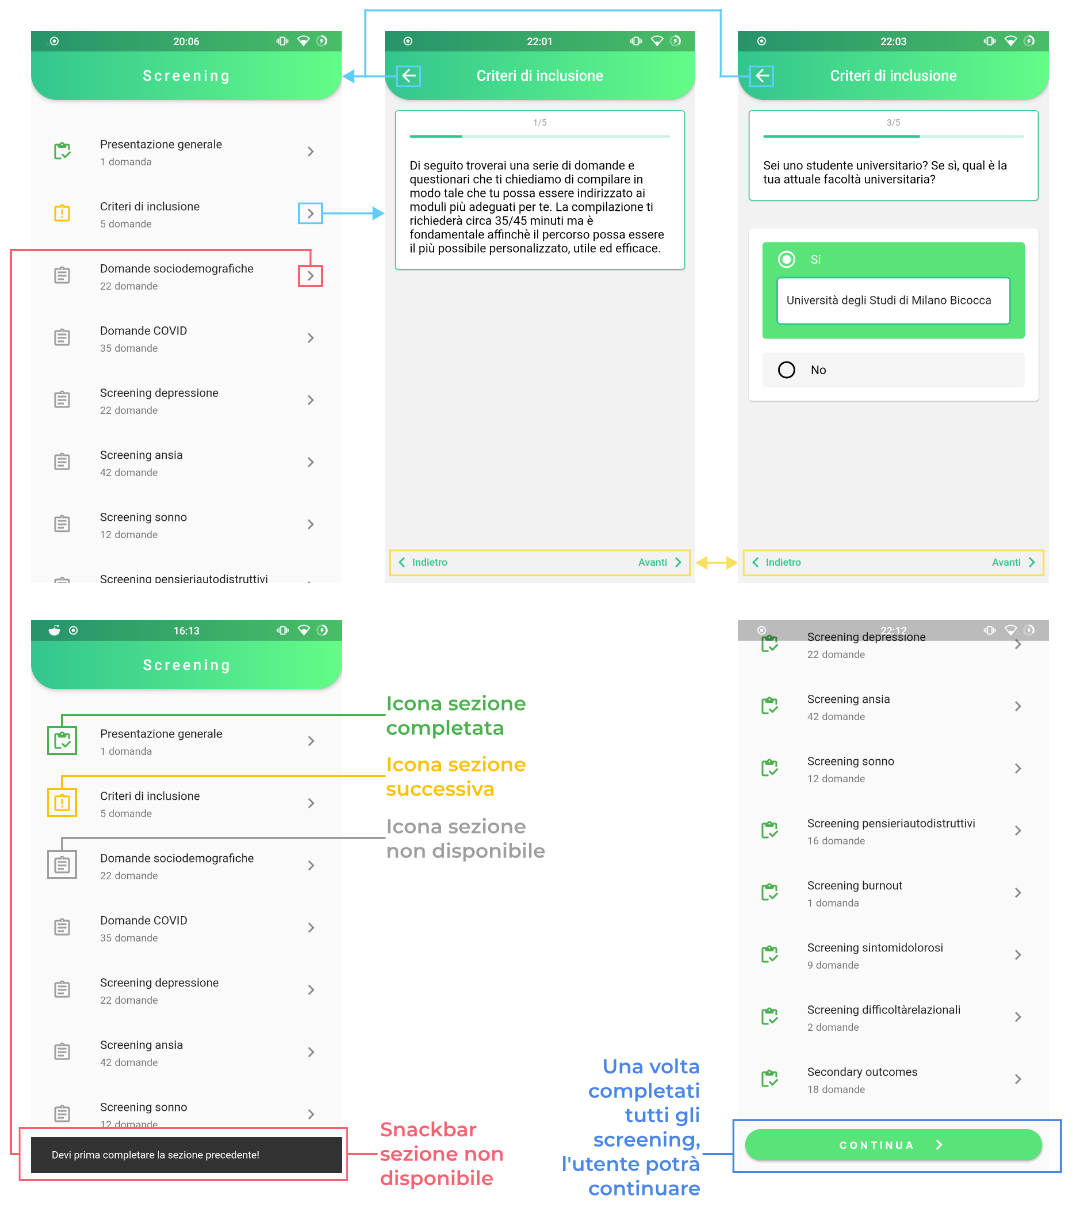 20:06
Screening
Presentazione generale
1 domanda
Criteri di inclusione
5 domande
Domande sociodemografiche
22 domande
Domande COVID
35 domande
Screening depressione
22 domande
Screening ansia
42 domande
Screening sonno
12 domande
Screening pensieriautodistruttivi
22:01
Criteri di inclusione
1/5
Di seguito troverai una serie di domande e
questionari che ti chiediamo di compilare in
modo tale che tu possa essere indirizzato ai
moduli più adeguati per te. La compilazione ti
richiederà circa 35/45 minuti ma è
fondamentale affinchè il percorso possa essere
il più possibile personalizzato, utile ed efficace.
Indietro
Avanti
22:03
Criteri di inclusione
3/5
Sei uno studente universitario? Se sì, qual è la
tua attuale facoltà universitaria?
Si
Università degli Studi di Milano Bicocca
No
Indietro
Avanti
16:13
Screening
Presentazione generale
1 domanda
Criteri di inclusione
5 domande
Domande sociodemografiche
22 domande
Domande COVID
35 domande
Screening depressione
22 domande
Screening ansia
42 domande
Screening sonno
12 domande
Devi prima completare la sezione precedente!
Icona sezione
completata
Icona sezione
successiva
Icona sezione
non disponibile
Snackbar
sezione non
disponibile
Una volta
completati
tutti gli
screening,
l'utente potrà
continuare
22:12
Screening depressione
22 domande
Screening ansia
42 domande
Screening sonno
12 domande
Screening pensieriautodistruttivi
16 domande
Screening burnout
1 domanda
Screening sintomidolorosi
9 domande
Screening difficoltàrelazionali
2 domande
Secondary outcomes
18 domande
CONTINUA